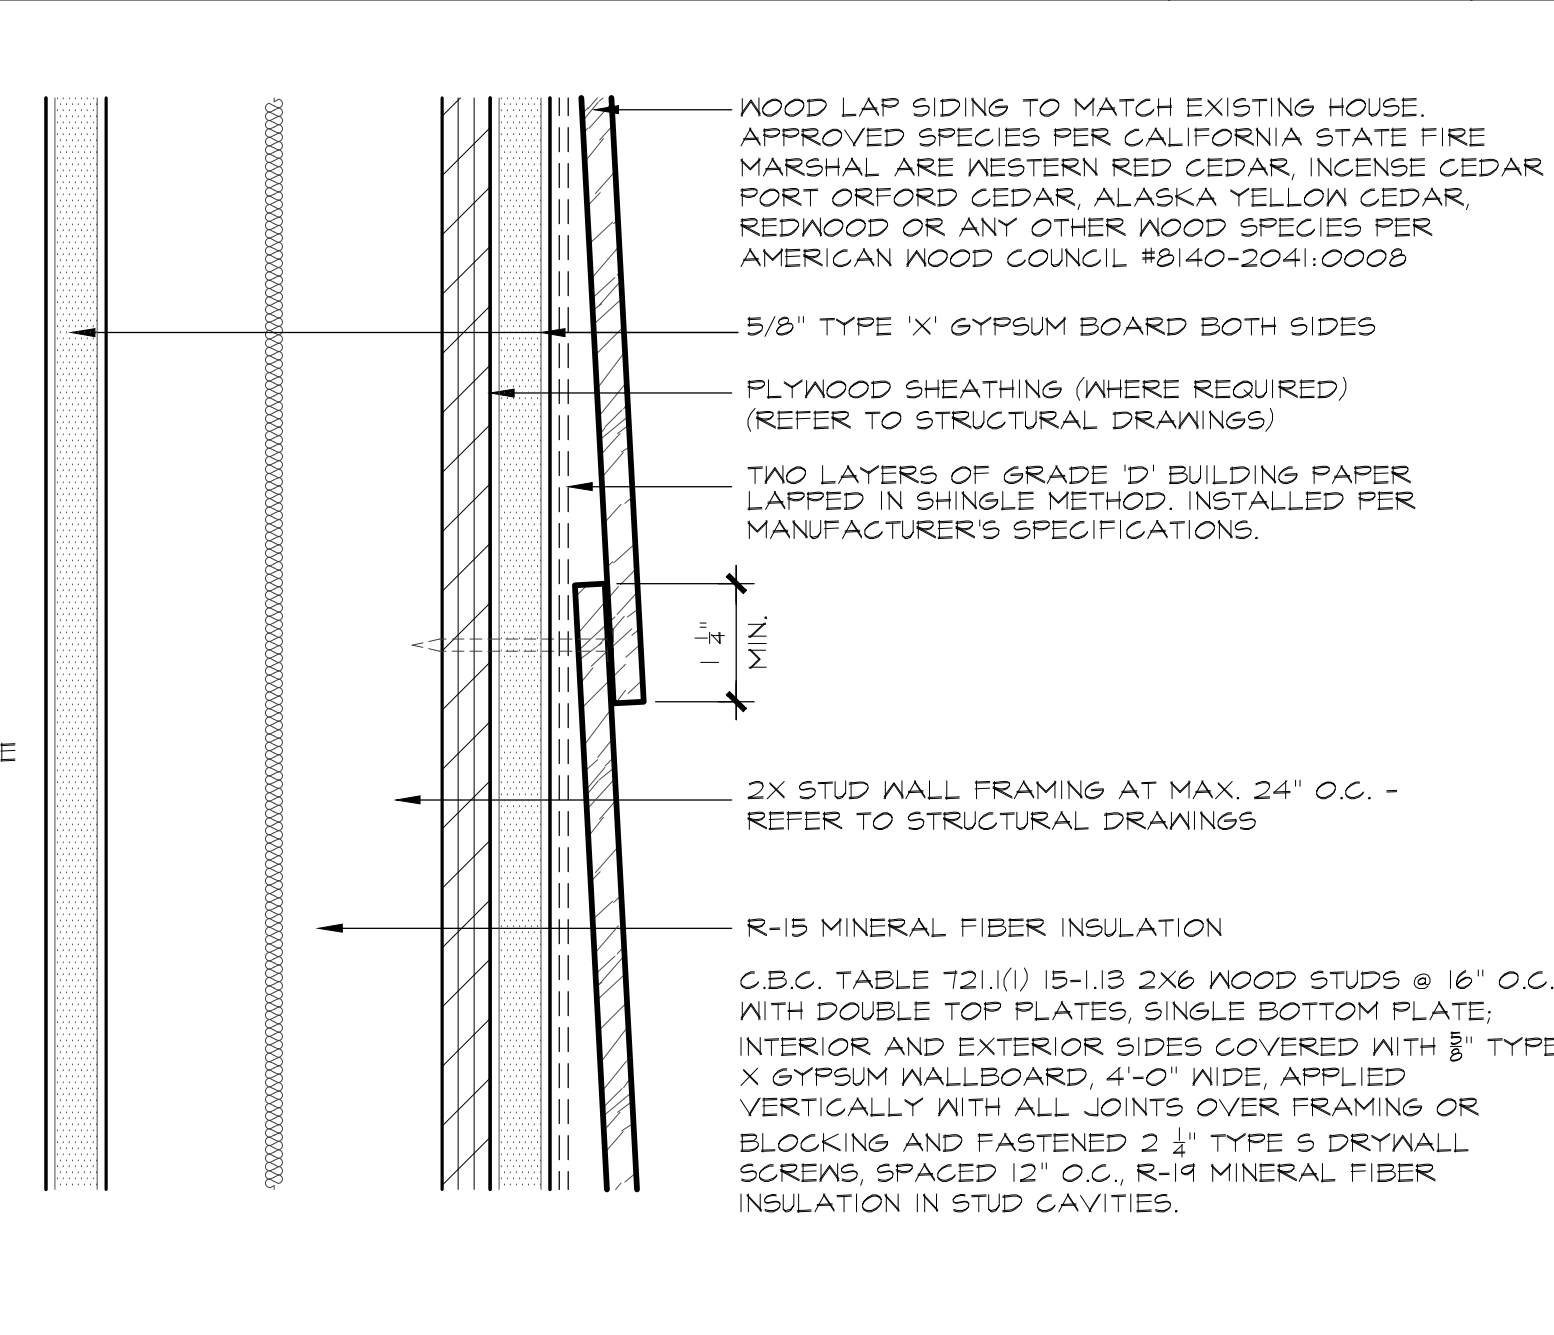 WOOD LAP SIDING TO MATCH EXISTING HOUSE.
APPROVED SPECIES PER CALIFORNIA STATE FIRE
MARSHAL ARE WESTERN RED CEDAR, INCENSE CEDAR
PORT ORFORD CEDAR, ALASKA YELLOW CEDAR,
REDWOOD OR ANY OTHER WOOD SPECIES PER
AMERICAN WOOD COUNCIL #8140-2041:0008
5/8" TYPE 'X' GYPSUM BOARD BOTH SIDES
PLYWOOD SHEATHING (WHERE REQUIRED)
(REFER TO STRUCTURAL DRAWINGS)
TWO LAYERS OF GRADE 'D' BUILDING PAPER
LAPPED IN SHINGLE METHOD. INSTALLED PER
MANUFACTURER'S SPECIFICATIONS.
1 1/4"
MIN.
E
2X STUD WALL FRAMING AT MAX. 24" O.C. -
REFER TO STRUCTURAL DRAWINGS
R-15 MINERAL FIBER INSULATION
C.B.C. TABLE 721.1(1) 15-1.13 2X6 WOOD STUDS @ 16" O.C.
WITH DOUBLE TOP PLATES, SINGLE BOTTOM PLATE;
INTERIOR AND EXTERIOR SIDES COVERED WITH 5/8" TYPE
X GYPSUM WALLBOARD, 4'-0" WIDE, APPLIED
VERTICALLY WITH ALL JOINTS OVER FRAMING OR
BLOCKING AND FASTENED 2 1/4" TYPE S DRYWALL
SCREWS, SPACED 12" O.C., R-19 MINERAL FIBER
INSULATION IN STUD CAVITIES.